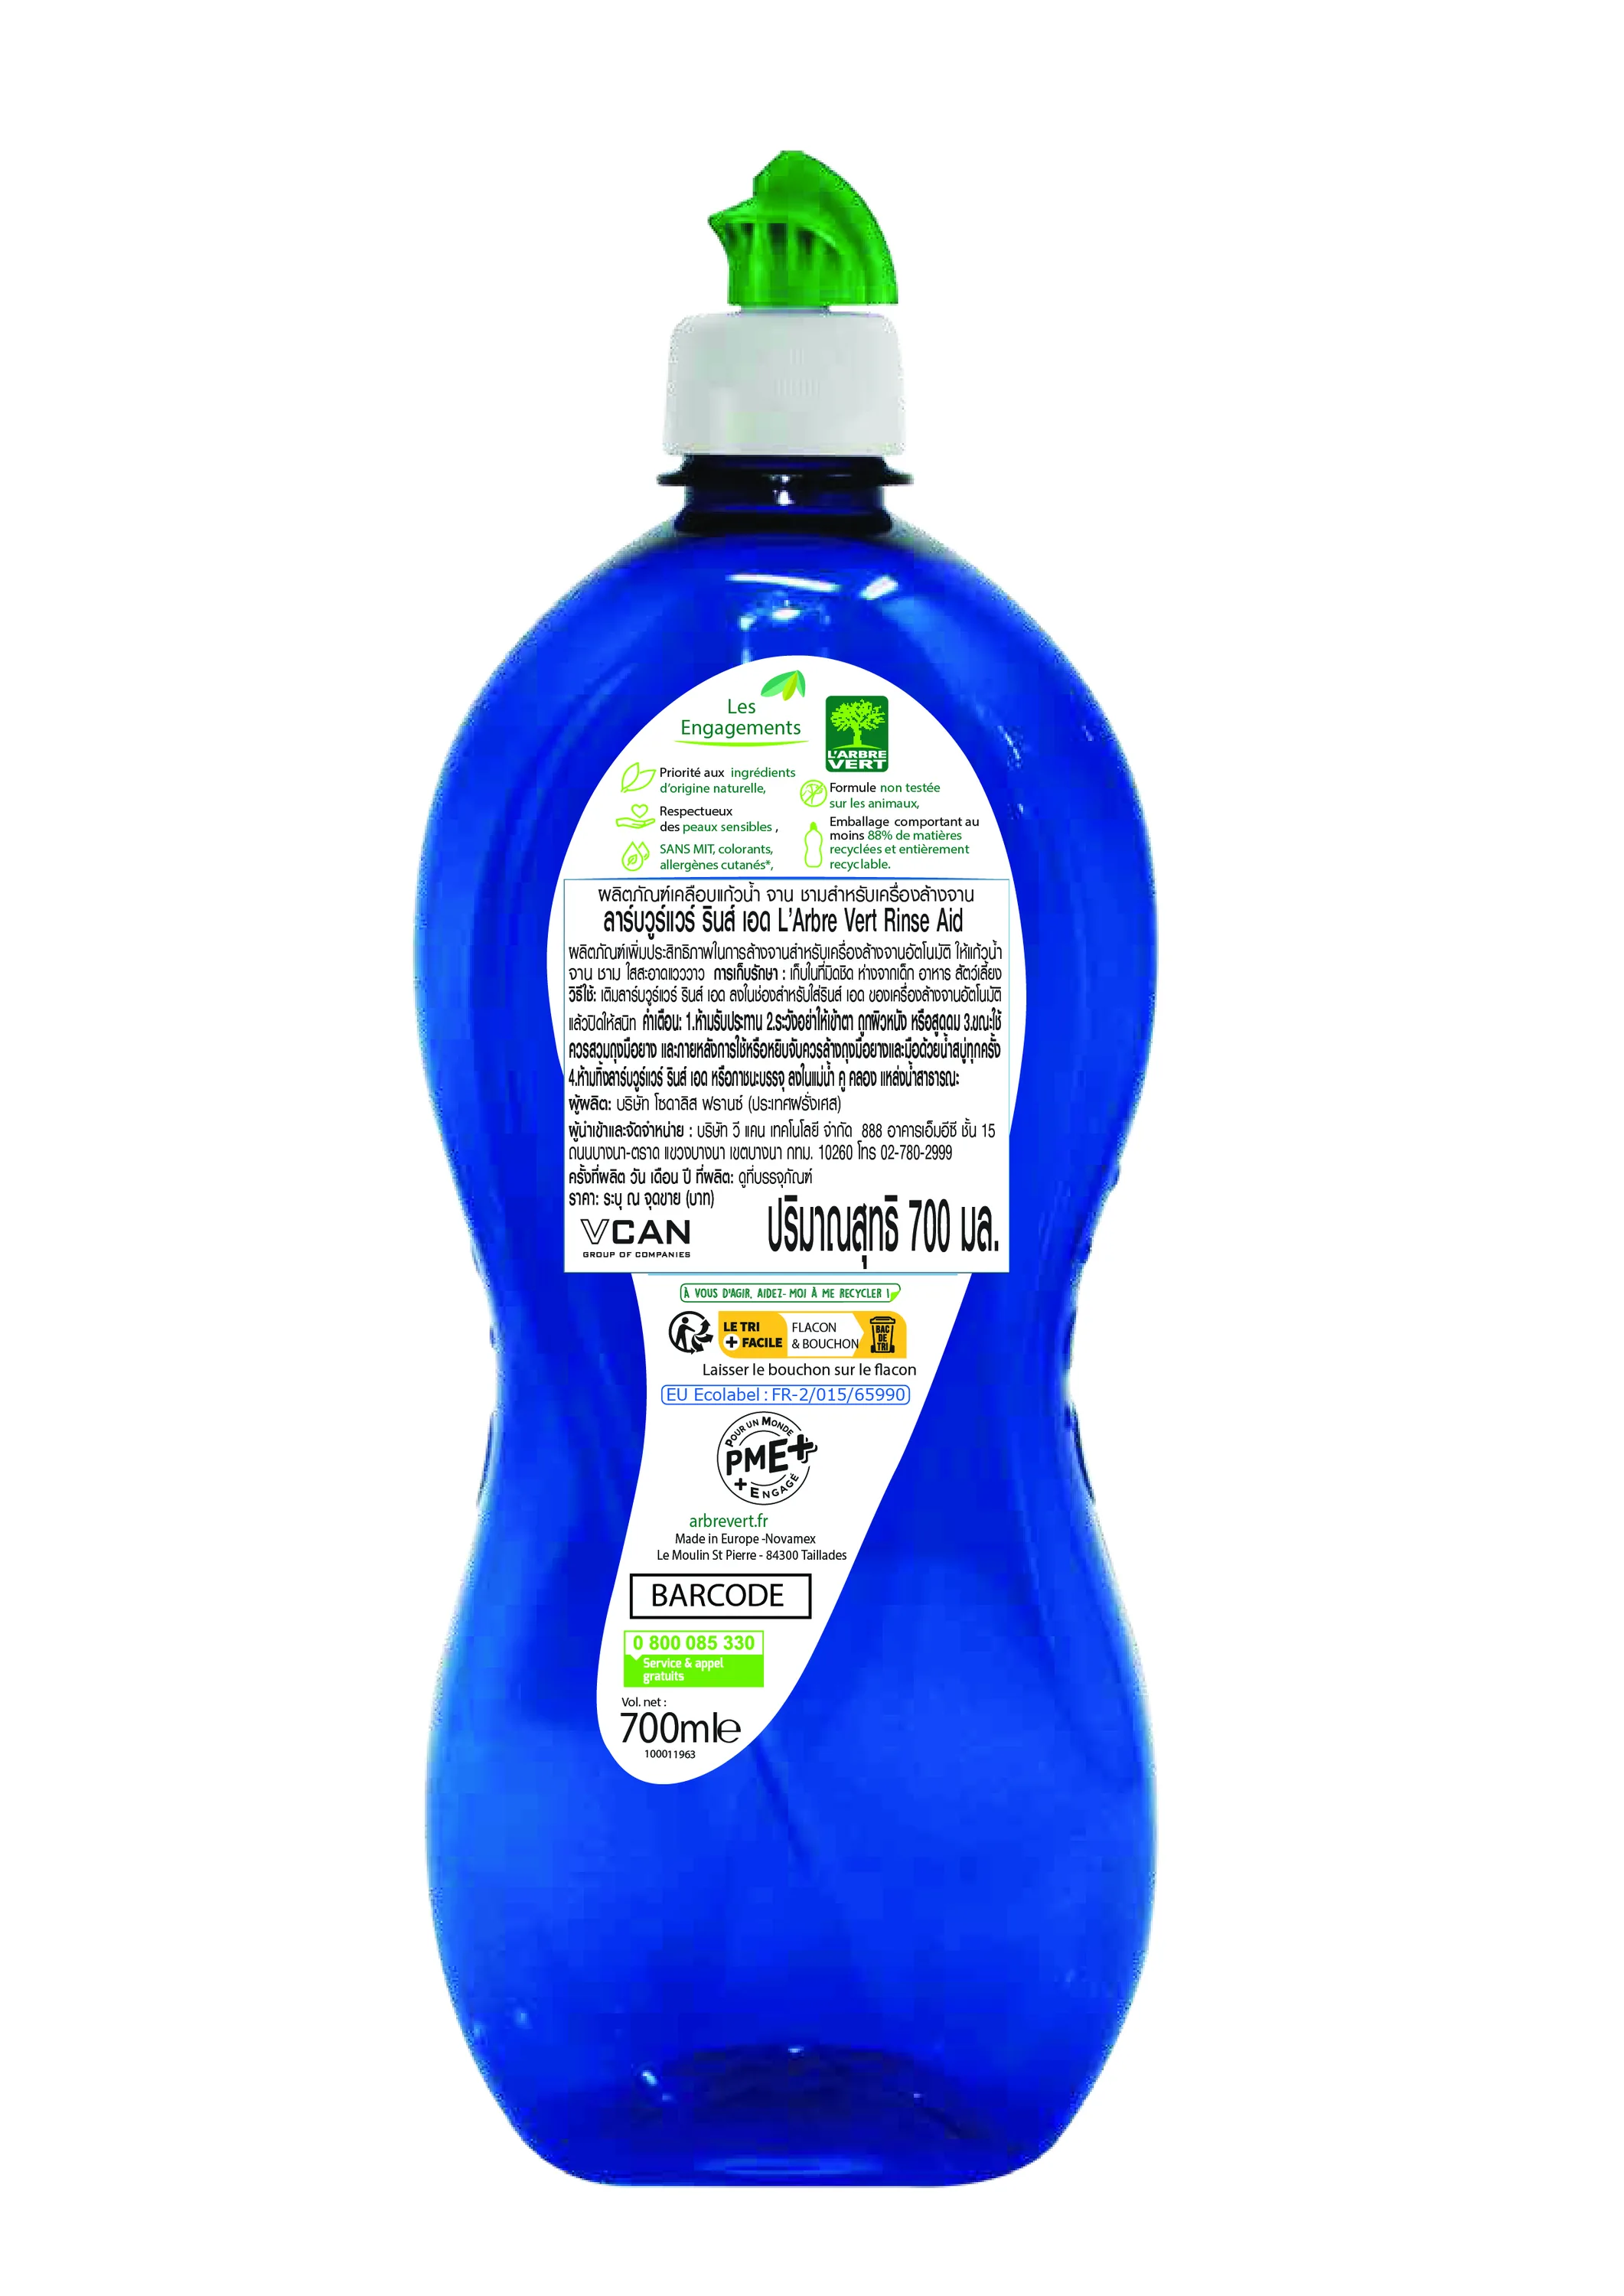 Les
Engagements
L'ARBRE
VERT
Priorité aux ingrédients
d'origine naturelle,
Respectueux
des peaux sensibles ,
SANS MIT, colorants,
allergènes cutanés*,
Formule non testée
sur les animaux,
Emballage comportant au
moins 88% de matières
recyclées et entièrement
recyclable.
ผลิตภัณฑ์เคลือบแก้วน้ำ จาน ชามสำหรับเครื่องล้างจาน
ลาร์บวูร์แวร์ รินส์ เอด L'Arbre Vert Rinse Aid
ผลิตภัณฑ์เพิ่มประสิทธิภาพในการล้างจานสำหรับเครื่องล้างจานอัตโนมัติ ให้แก้วน้ำ
จาน ชาม ใสสะอาดแวววาว การเก็บรักษา : เก็บในที่มิดชิด ห่างจากเด็ก อาหาร สัตว์เลี้ยง
วิธีใช้: เติมลาร์บวูร์แวร์ รินส์ เอด ลงในช่องสำหรับใส่รินส์ เอด ของเครื่องล้างจานอัตโนมัติ
แล้วปิดให้สนิท คำเตือน: 1.ห้ามรับประทาน 2.ระวังอย่าให้เข้าตา ถูกผิวหนัง หรือสูดดม 3.ขณะใช้
ควรสวมถุงมือยาง และภายหลังการใช้หรือหยิบจับควรล้างถุงมือยางและมือด้วยน้ำสบู่ทุกครั้ง
4.ห้ามทิ้งลาร์บวูร์แวร์ รินส์ เอด หรือภาชนะบรรจุ ลงในแม่น้ำ คู คลอง แหล่งน้ำสาธารณะ
ผู้ผลิต: บริษัท โซดาลิส ฟรานซ์ (ประเทศฝรั่งเศส)
ผู้นำเข้าและจัดจำหน่าย : บริษัท วี แคน เทคโนโลยี จำกัด 888 อาคารเอ็มอีซี ชั้น 15
ถนนบางนา-ตราด แขวงบางนา เขตบางนา กทม. 10260 โทร 02-780-2999
ครั้งที่ผลิต วัน เดือน ปี ที่ผลิต: ดูที่บรรจุภัณฑ์
ราคา: ระบุ ณ จุดขาย (บาท)
VCAN
GROUP OF COMPANIES
ปริมาณสุทธิ 700 มล.
À VOUS D'AGIR, AIDEZ- MOI À ME RECYCLER !
LE TRI
+ FACILE
FLACON
& BOUCHON
BAC
DE
TRI
Laisser le bouchon sur le flacon
EU Ecolabel : FR-2/015/65990
POUR UN MONDE
PME+
+ ENGAGÉ
arbrevert.fr
Made in Europe -Novamex
Le Moulin St Pierre - 84300 Taillades
BARCODE
0 800 085 330
Service & appel
gratuits
Vol. net :
700ml℮
100011963